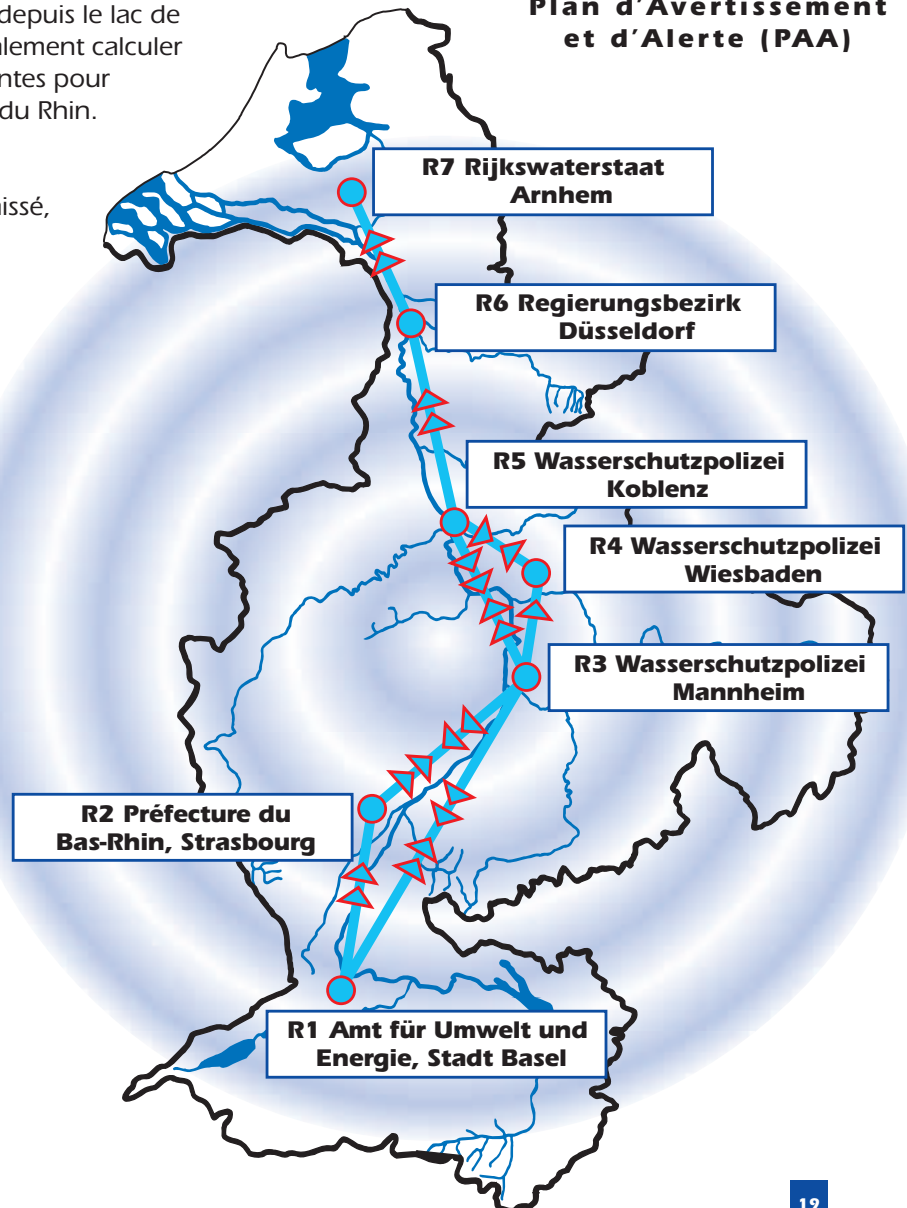 depuis le lac de
alement calculer
ntes pour
du Rhin.
issé,
Plan d'Avertissement
et d'Alerte (PAA)
R7 Rijkswaterstaat
Arnhem
R6 Regierungsbezirk
Düsseldorf
R5 Wasserschutzpolizei
Koblenz
R4 Wasserschutzpolizei
Wiesbaden
R3 Wasserschutzpolizei
Mannheim
R2 Préfecture du
Bas-Rhin, Strasbourg
R1 Amt für Umwelt und
Energie, Stadt Basel
19